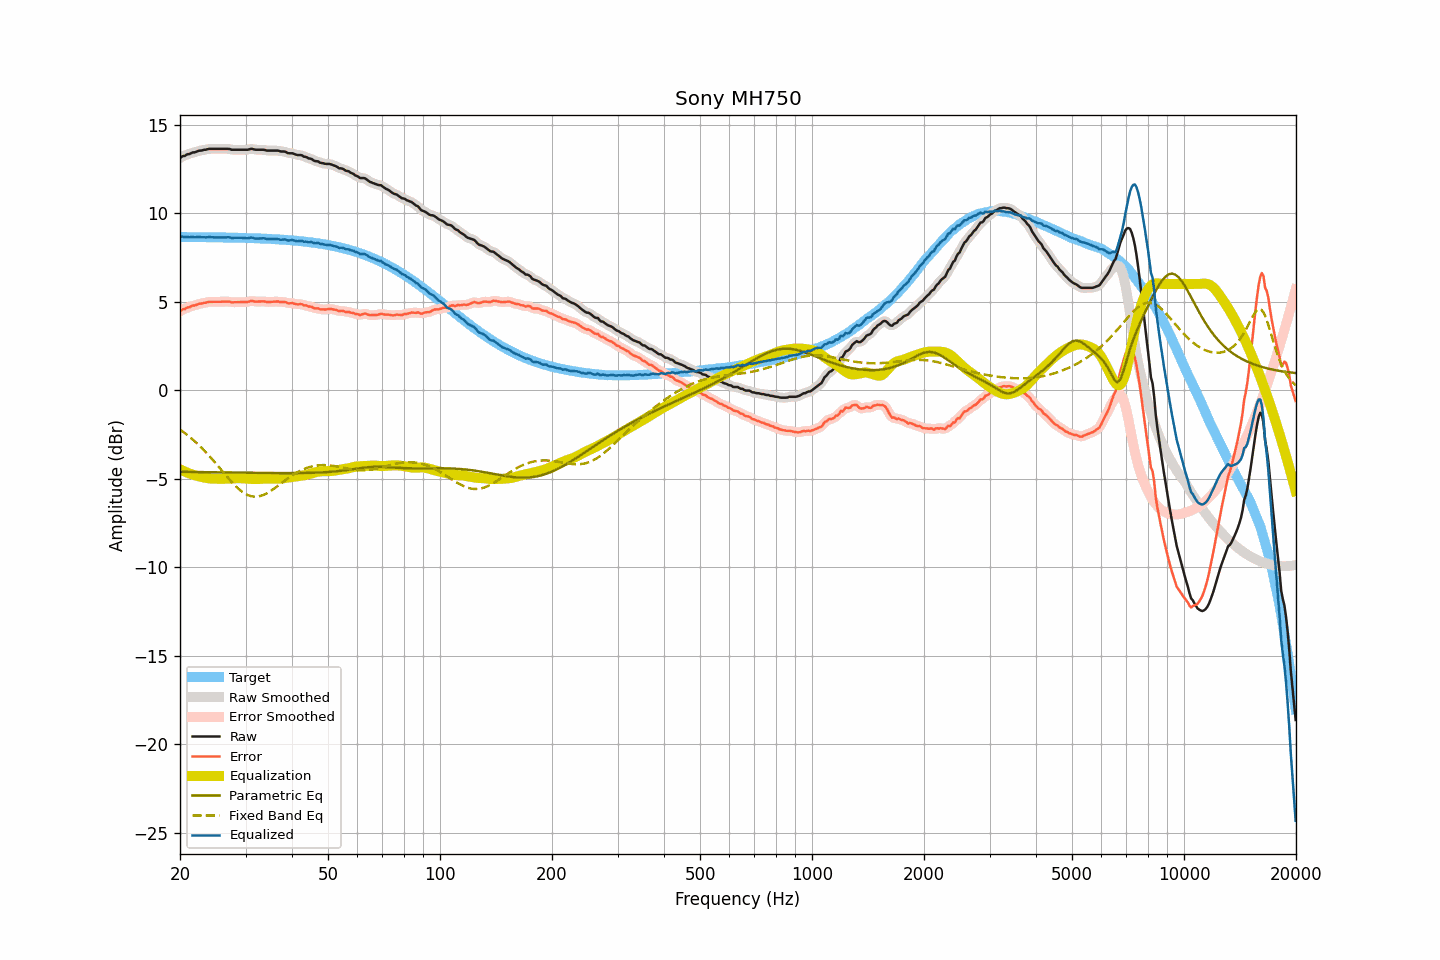 Sony MH750
15
10
5
0
−5
−10
−15
−20
−25
Amplitude (dBr)
Target
Raw Smoothed
Error Smoothed
Raw
Error
Equalization
Parametric Eq
Fixed Band Eq
Equalized
20 50 100 200 500 1000 2000 5000 10000 20000
Frequency (Hz)